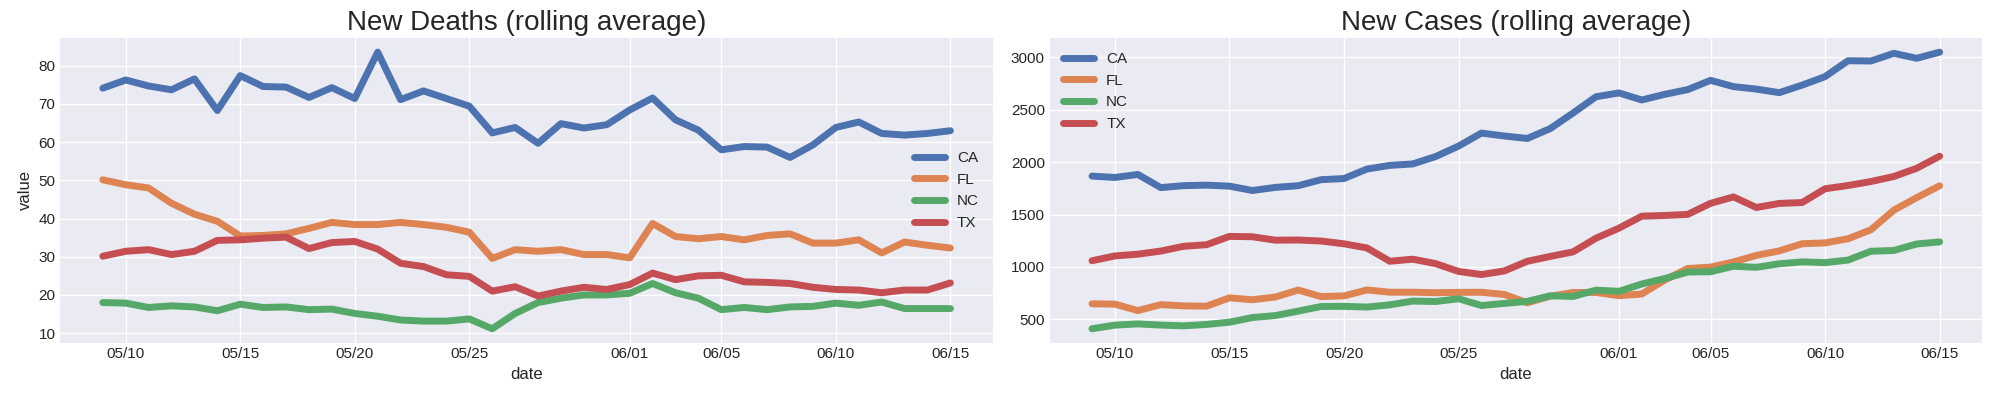 New Deaths (rolling average)
80
70
60
50
40
30
20
10
value
CA
FL
NC
TX
05/10 05/15 05/20 05/25 06/01 06/05 06/10 06/15
date
New Cases (rolling average)
3000
2500
2000
1500
1000
500
CA
FL
NC
TX
05/10 05/15 05/20 05/25 06/01 06/05 06/10 06/15
date